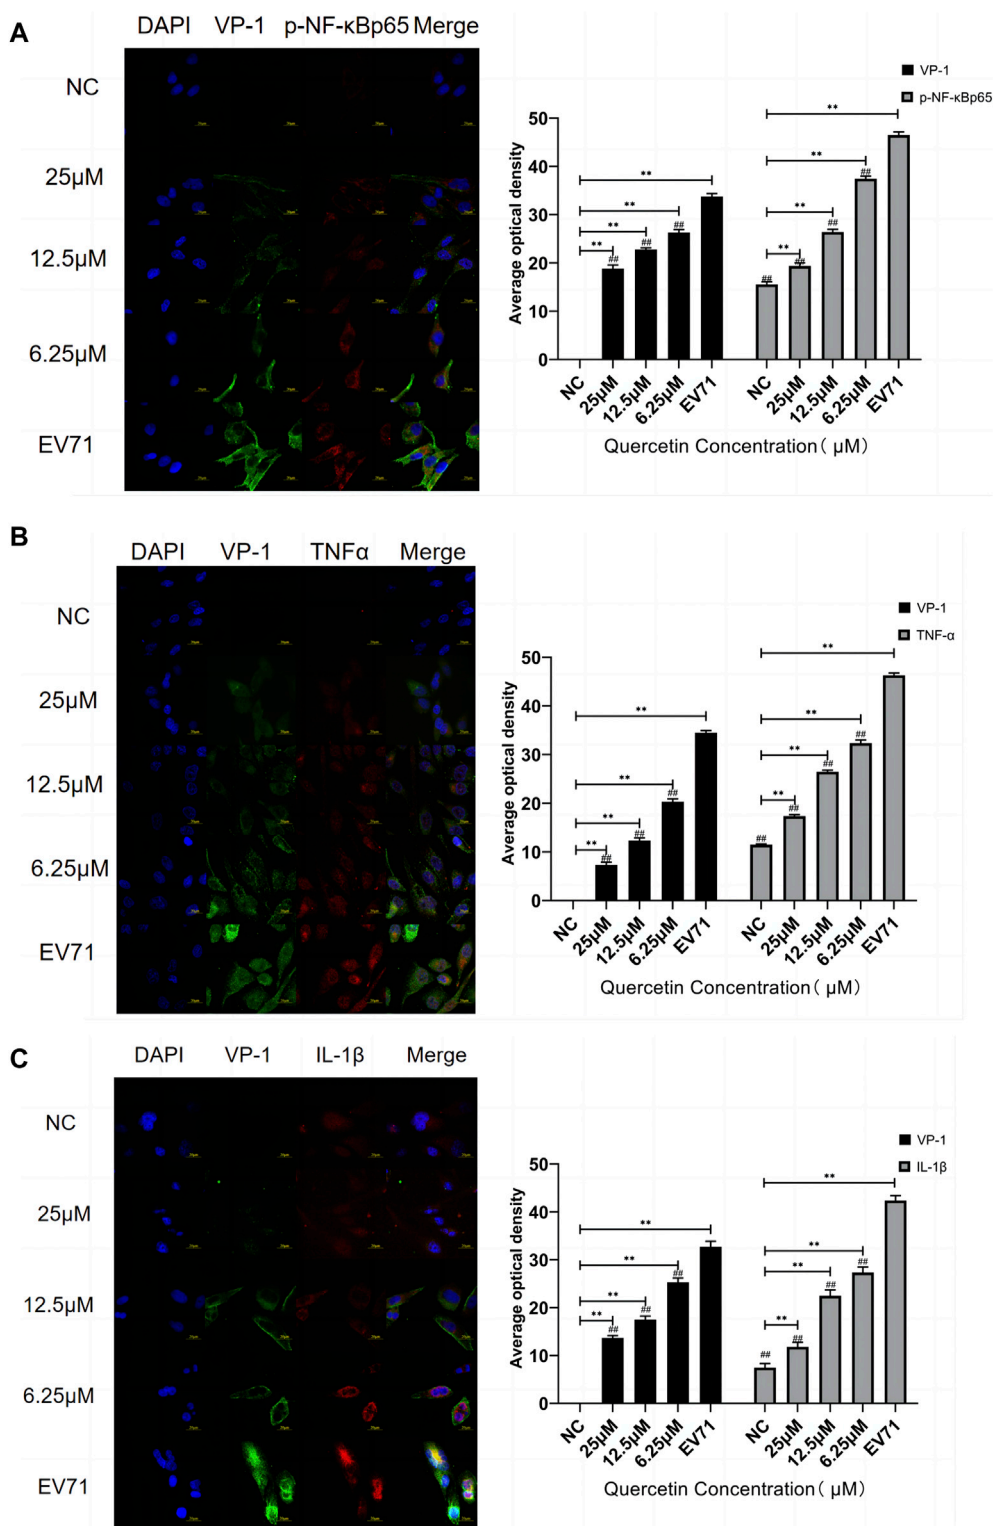 A
DAPI VP-1 p-NF-κBp65 Merge
NC
25μM
12.5μM
6.25μM
EV71
VP-1
p-NF-κBp65
Average optical density
50
40
30
20
10
0
** ** ** ** ** ** ** **
## ## ## ## ## ## ##
NC 25μM 12.5μM 6.25μM EV71 NC 25μM 12.5μM 6.25μM EV71
Quercetin Concentration( μM)
B
DAPI VP-1 TNFα Merge
NC
25μM
12.5μM
6.25μM
EV71
VP-1
TNF-α
Average optical density
50
40
30
20
10
0
** ** ** ** ** ** ** **
## ## ## ## ## ## ##
NC 25μM 12.5μM 6.25μM EV71 NC 25μM 12.5μM 6.25μM EV71
Quercetin Concentration( μM)
C
DAPI VP-1 IL-1β Merge
NC
25μM
12.5μM
6.25μM
EV71
VP-1
IL-1β
Average optical density
50
40
30
20
10
0
** ** ** ** ** ** ** **
## ## ## ## ## ## ##
NC 25μM 12.5μM 6.25μM EV71 NC 25μM 12.5μM 6.25μM EV71
Quercetin Concentration( μM)